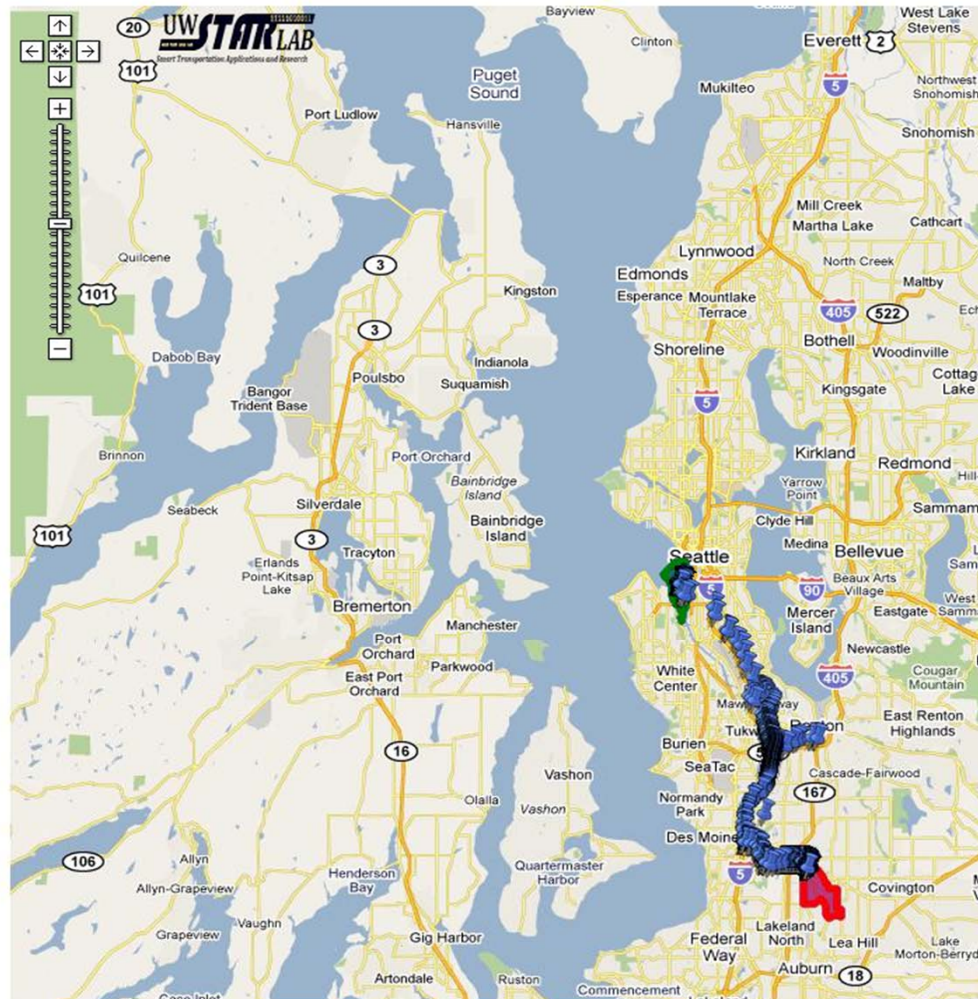 Bayview
West Lake
Stevens
20
UW STAR LAB
Smart Transportation Applications and Research
Clinton
Everett
2
101
Puget
Sound
5
Mukilteo
Northwest
Snohomish
Port Ludlow
Hansville
Snohomish
Mill Creek
Martha Lake
Cathcart
Lynnwood
Quilcene
3
North Creek
Edmonds
Esperance
Mountlake
Terrace
Maltby
101
Kingston
405
522
3
Bothell
Shoreline
Woodinville
Dabob Bay
Indianola
Poulsbo
Suquamish
Cottag
Lake
Bangor
Trident Base
Kingsgate
5
Brinnon
Port Orchard
Kirkland
Redmond
Bainbridge
Island
Yarrow
Point
Silverdale
Seabeck
Sammam
Bainbridge
Island
Clyde Hill
101
3
Tracyton
Medina
Bellevue
Seattle
Erlands
Point-Kitsap
Lake
Beaux Arts
Village
5
90
Bremerton
Mercer
Island
Eastgate
Manchester
Port
Orchard
Newcastle
Parkwood
White
Center
East Port
Orchard
405
Cougar
Mountain
East Renton
Highlands
Burien
16
SeaTac
Vashon
Cascade-Fairwood
167
Normandy
Park
Olalla
Vashon
Des Moine
106
Allyn
Quartermaster
Harbor
Henderson
Bay
5
Allyn-Grapeview
Covington
Vaughn
Lakeland
North
Grapeview
Gig Harbor
Federal
Way
Lea Hill
Lake
Morton-Berryd
Artondale
Ruston
Auburn
18
Commencement